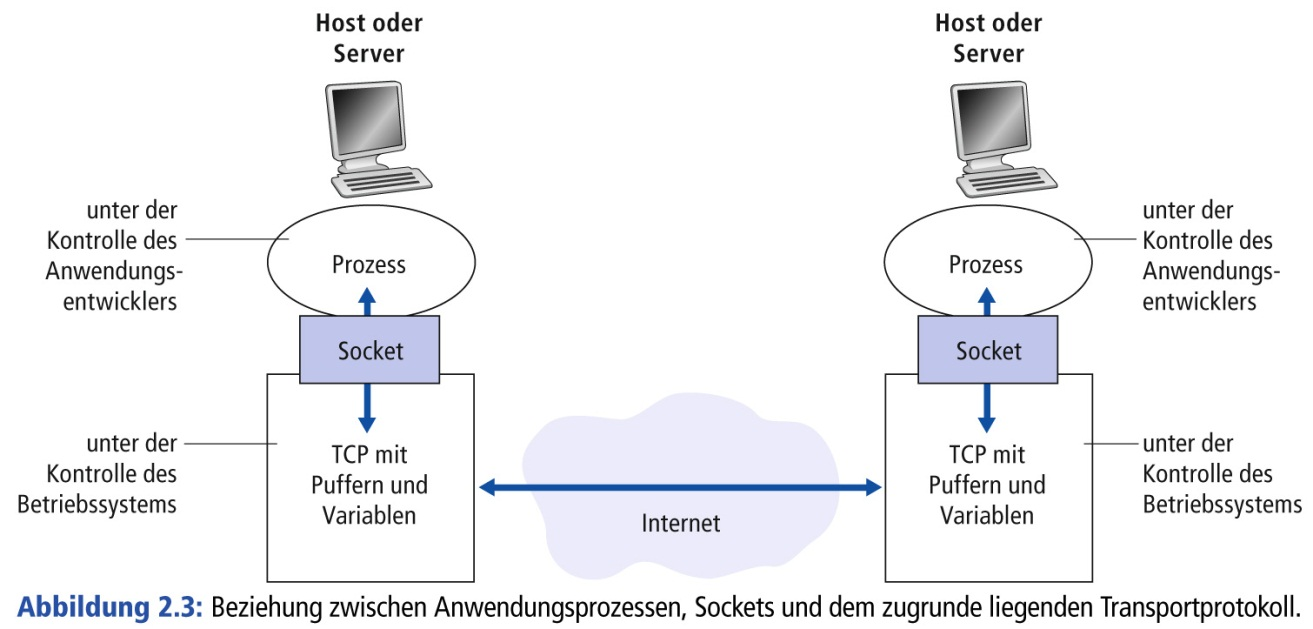 Host oder
Server
Host oder
Server
unter der
Kontrolle des
Anwendungs-
entwicklers
Prozess
Prozess
unter der
Kontrolle des
Anwendungs-
entwicklers
Socket
Socket
unter der
Kontrolle des
Betriebssystems
TCP mit
Puffern und
Variablen
Internet
TCP mit
Puffern und
Variablen
unter der
Kontrolle des
Betriebssystems
Abbildung 2.3: Beziehung zwischen Anwendungsprozessen, Sockets und dem zugrunde liegenden Transportprotokoll.